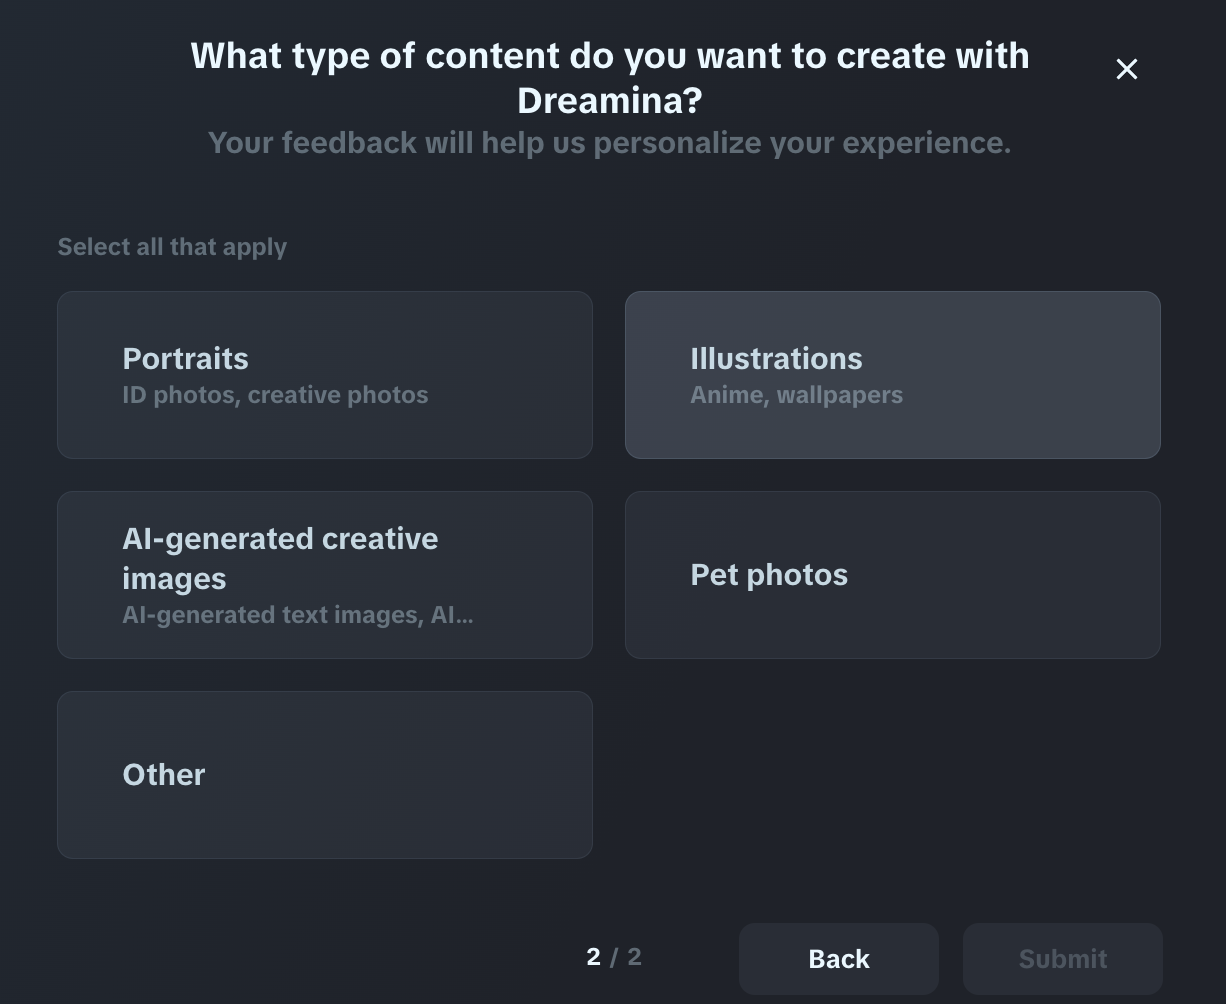 What type of content do you want to create with
Dreamina?
Your feedback will help us personalize your experience.
Select all that apply
Portraits
ID photos, creative photos
Illustrations
Anime, wallpapers
AI-generated creative
images
AI-generated text images, AI...
Pet photos
Other
2 / 2
Back
Submit